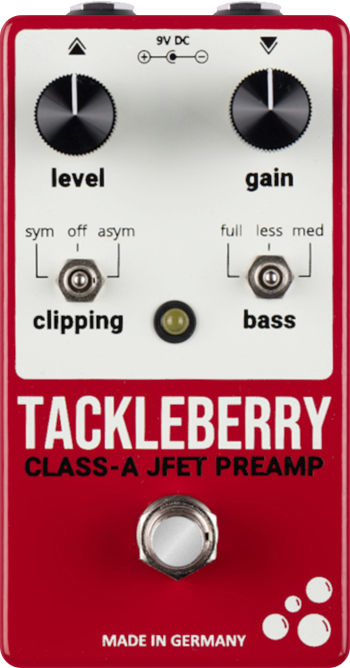 9V DC
level gain
sym off asym full less med
clipping bass
TACKLEBERRY
CLASS-A JFET PREAMP
MADE IN GERMANY